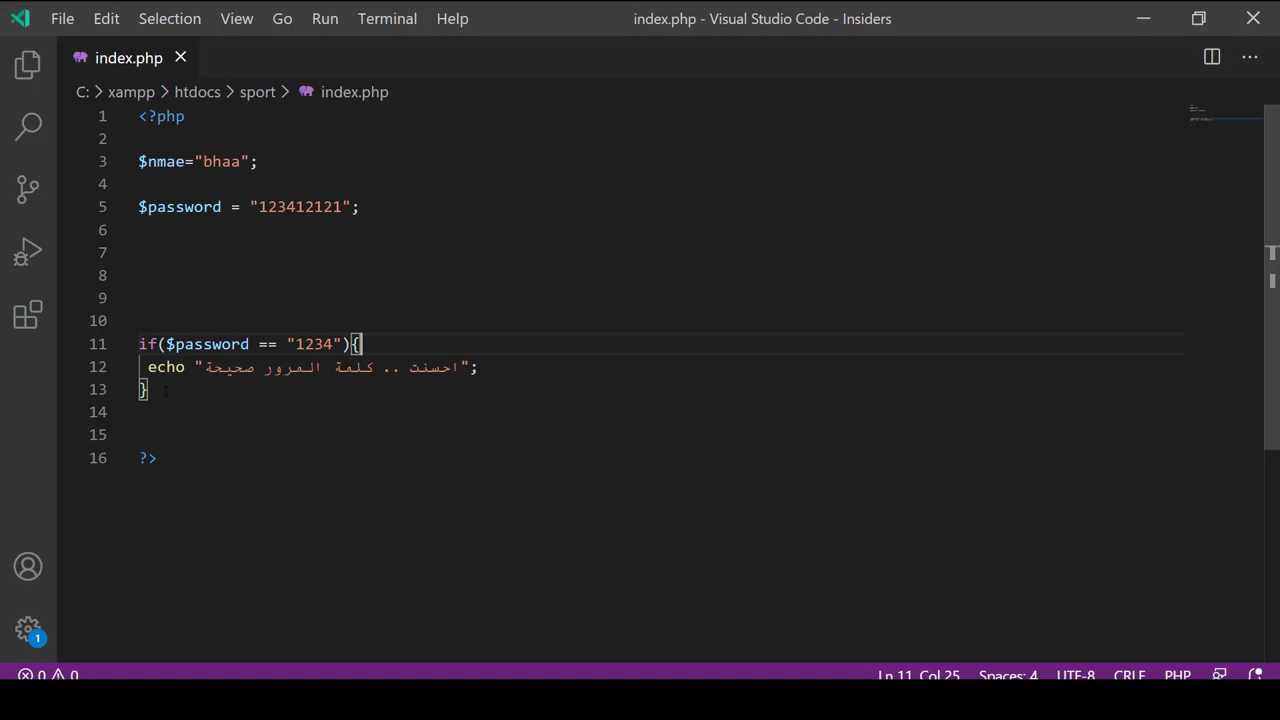 File Edit Selection View Go Run Terminal Help index.php - Visual Studio Code - Insiders
index.php
C: > xampp > htdocs > sport > index.php
1 <?php
2
3 $nmae="bhaa";
4
5 $password = "123412121";
6
7
8
9
10
11 if($password == "1234"){
12 echo "احسنت .. كلمة المرور صحيحة";
13 }
14
15
16 ?>
1
0 0 Ln 11, Col 25 Spaces: 4 UTF-8 CRLF PHP